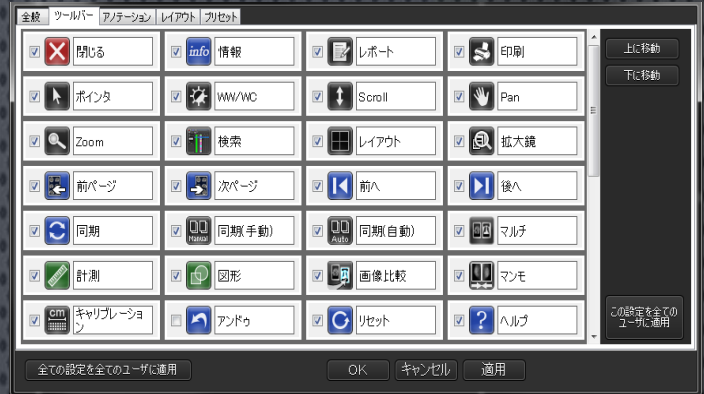 全般 ツールバー アノテーション レイアウト プリセット
閉じる info 情報 レポート 印刷 上に移動
下に移動
ポインタ WW/WC Scroll Pan
Zoom 検索 レイアウト 拡大鏡
前ページ 次ページ 前へ 後へ
同期 Manual 同期(手動) Auto 同期(自動) マルチ
計測 図形 画像比較 マンモ
cm キャリブレーショ
ン アンドゥ リセット ? ヘルプ
この設定を全ての
ユーザに適用
全ての設定を全てのユーザに適用 OK キャンセル 適用